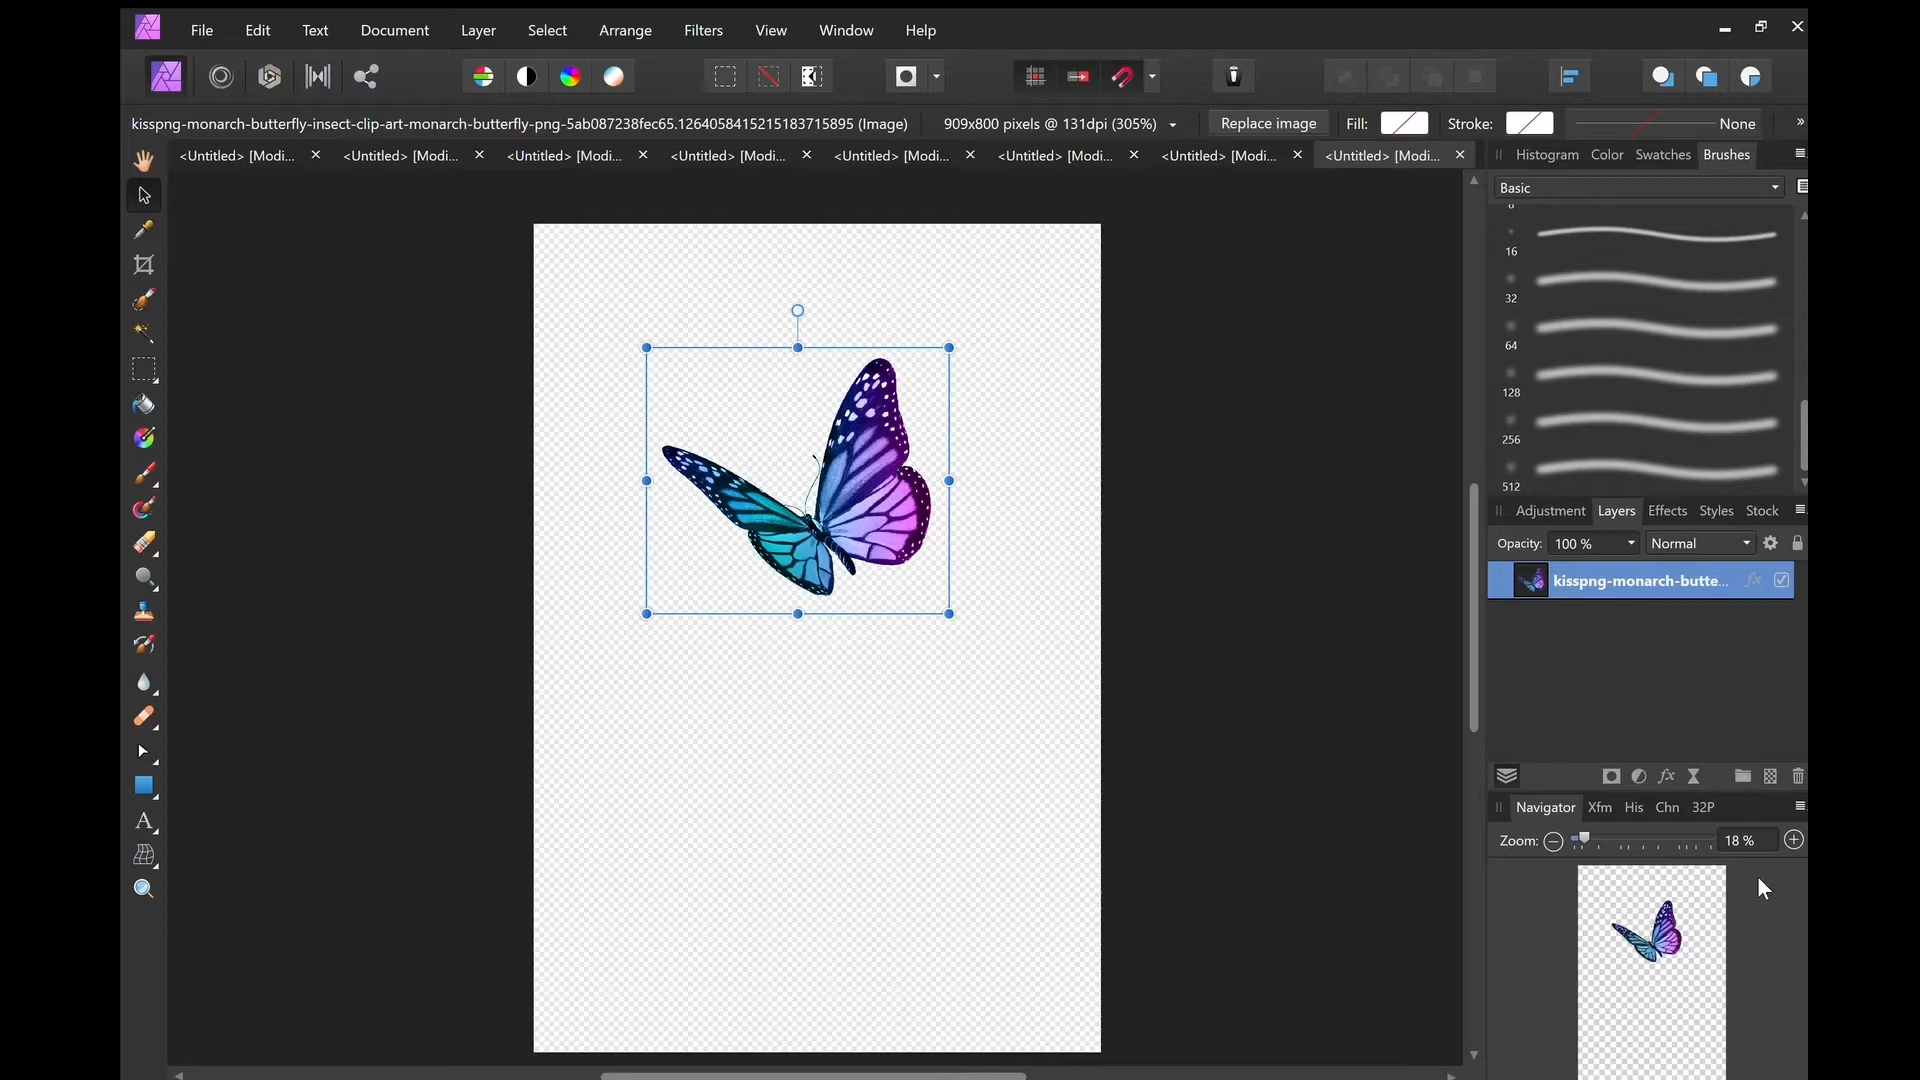 File Edit Text Document Layer Select Arrange Filters View Window Help
kisspng-monarch-butterfly-insect-clip-art-monarch-butterfly-png-5ab087238fec65.1264058415215183715895 (Image) 909x800 pixels @ 131dpi (305%) Replace image Fill: Stroke: None
<Untitled> [Modi... <Untitled> [Modi... <Untitled> [Modi... <Untitled> [Modi... <Untitled> [Modi... <Untitled> [Modi... <Untitled> [Modi... <Untitled> [Modi...
Histogram Color Swatches Brushes
Basic
8
16
32
64
128
256
512
Adjustment Layers Effects Styles Stock
Opacity: 100 % Normal
kisspng-monarch-butte... fx
fx
Navigator Xfm His Chn 32P
Zoom: 18 %